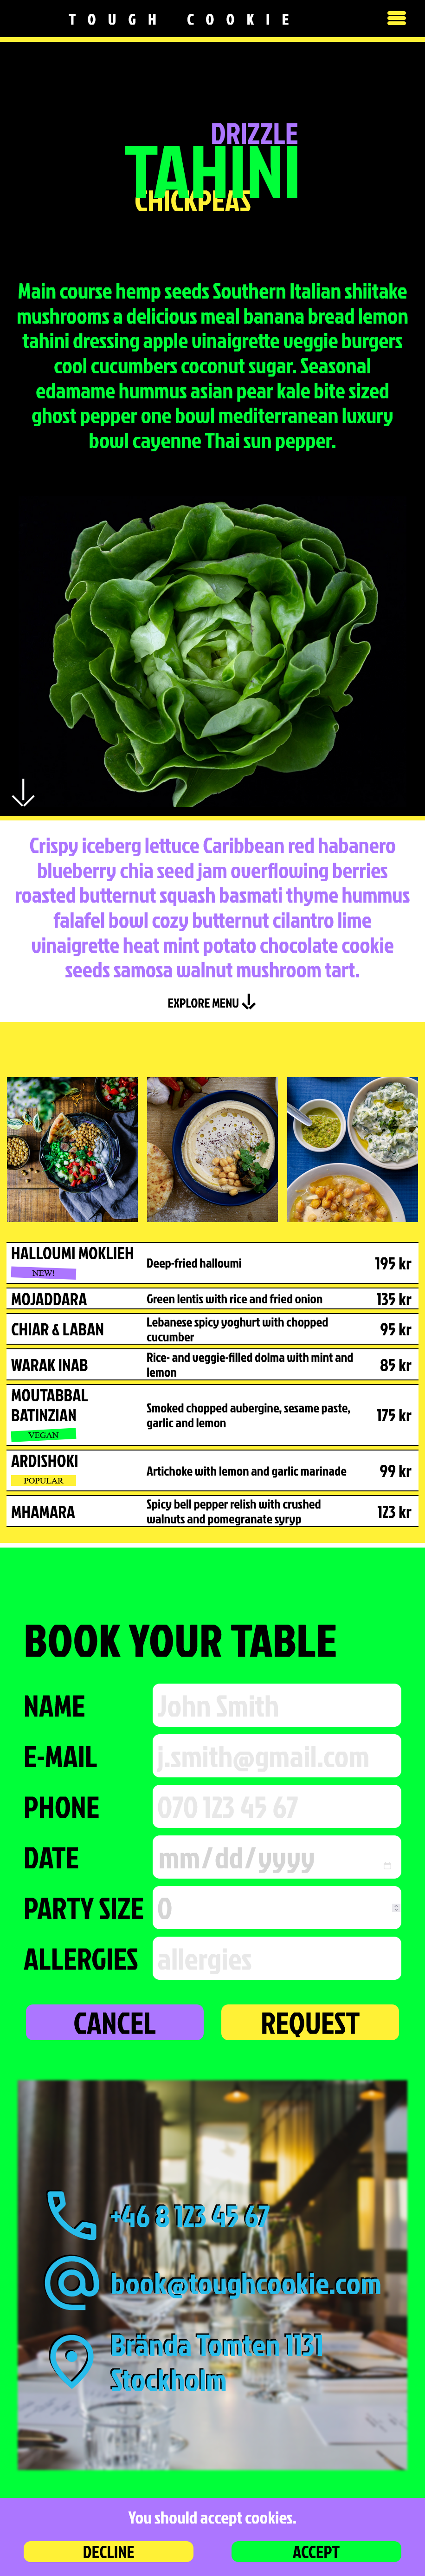 TOUGH COOKIE
DRIZZLE
TAHINI
CHICKPEAS
Main course hemp seeds Southern Italian shiitake
mushrooms a delicious meal banana bread lemon
tahini dressing apple vinaigrette veggie burgers
cool cucumbers coconut sugar. Seasonal
edamame hummus asian pear kale bite sized
ghost pepper one bowl mediterranean luxury
bowl cayenne Thai sun pepper.
Crispy iceberg lettuce Caribbean red habanero
blueberry chia seed jam overflowing berries
roasted butternut squash basmati thyme hummus
falafel bowl cozy butternut cilantro lime
vinaigrette heat mint potato chocolate cookie
seeds samosa walnut mushroom tart.
EXPLORE MENU
HALLOUMI MOKLIEH
NEW!
Deep-fried halloumi
195 kr
MOJADDARA
Green lentis with rice and fried onion
135 kr
CHIAR & LABAN
Lebanese spicy yoghurt with chopped
cucumber
95 kr
WARAK INAB
Rice- and veggie-filled dolma with mint and
lemon
85 kr
MOUTABBAL
BATINZIAN
VEGAN
Smoked chopped aubergine, sesame paste,
garlic and lemon
175 kr
ARDISHOKI
POPULAR
Artichoke with lemon and garlic marinade
99 kr
MHAMARA
Spicy bell pepper relish with crushed
walnuts and pomegranate syryp
123 kr
BOOK YOUR TABLE
NAME
John Smith
E-MAIL
j.smith@gmail.com
PHONE
070 123 45 67
DATE
mm/dd/yyyy
PARTY SIZE
0
ALLERGIES
allergies
CANCEL
REQUEST
+46 8 123 45 67
book@toughcookie.com
Brända Tomten 1131
Stockholm
You should accept cookies.
DECLINE
ACCEPT